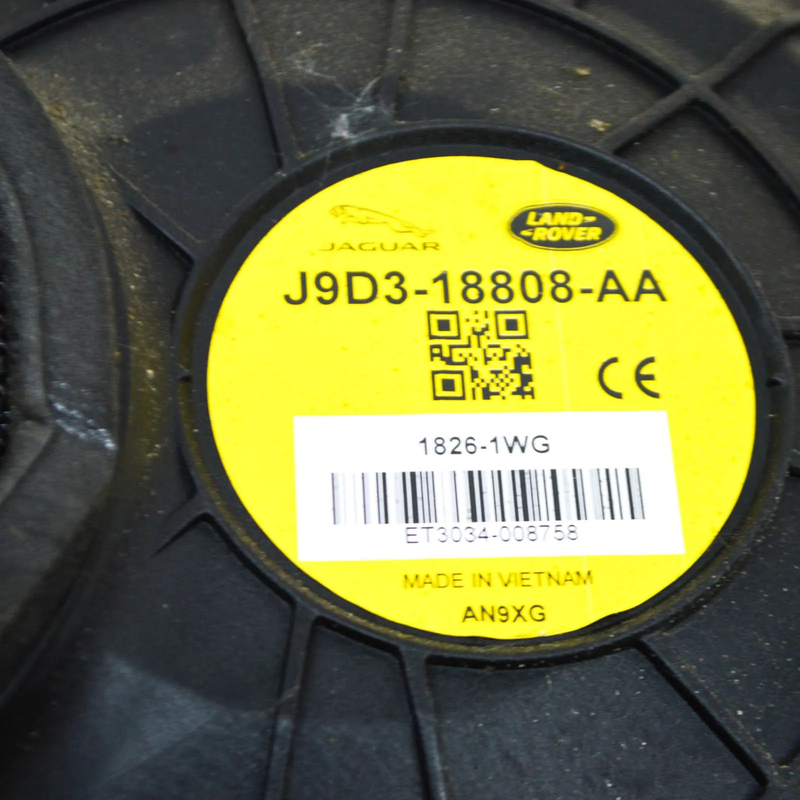 JAGUAR
LAND-
-ROVER
J9D3-18808-AA
CE
1826-1WG
ET3034-008758
MADE IN VIETNAM
AN9XG